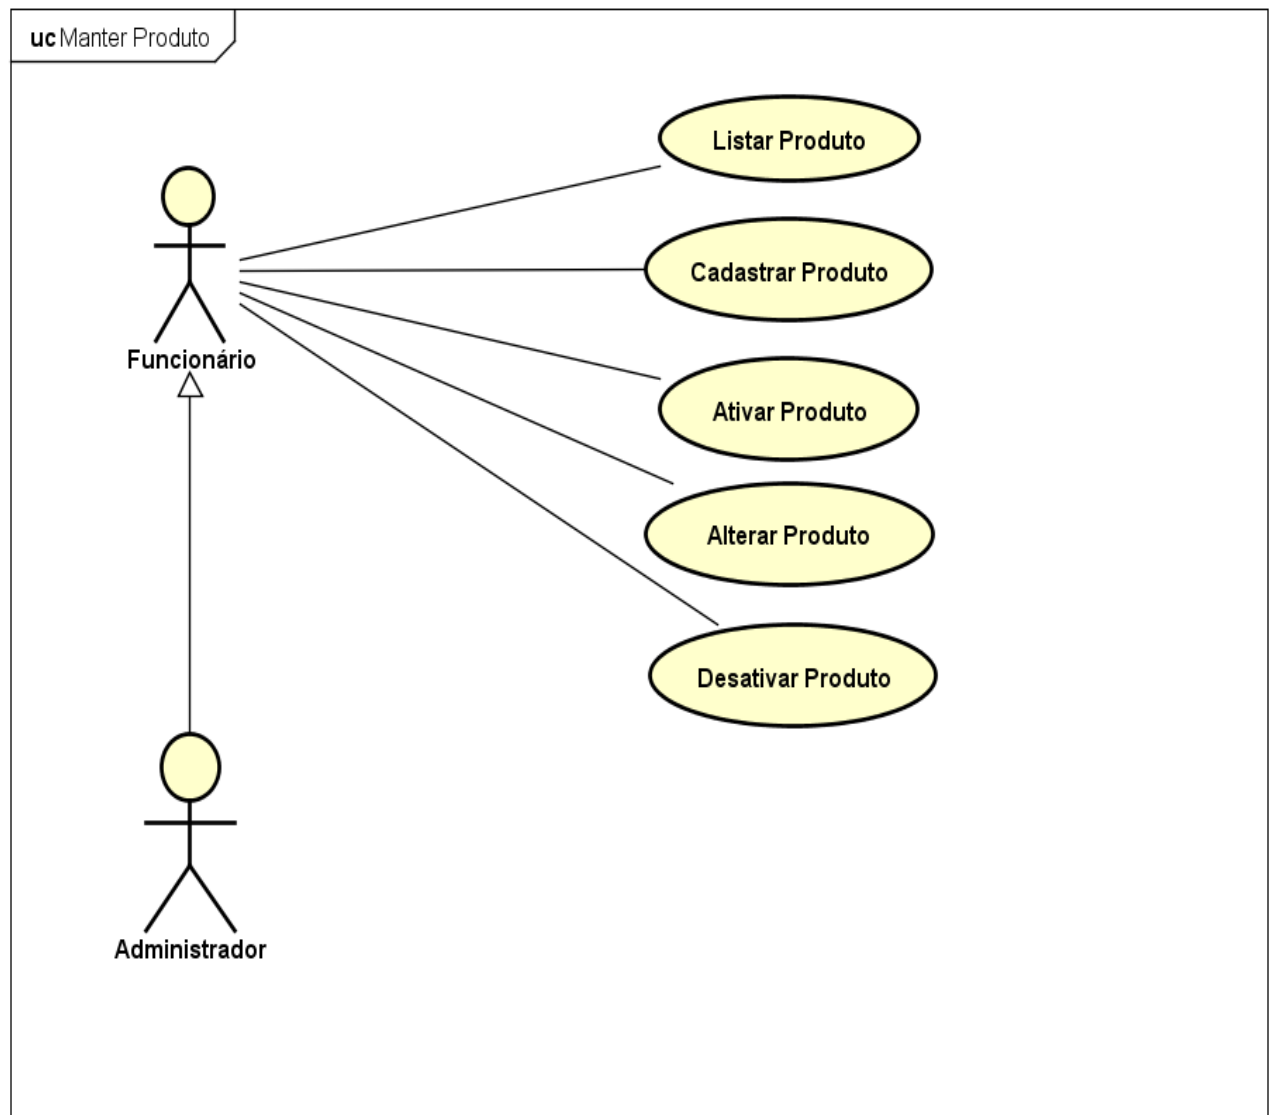 uc Manter Produto
Listar Produto
Cadastrar Produto
Funcionário
Ativar Produto
Alterar Produto
Desativar Produto
Administrador